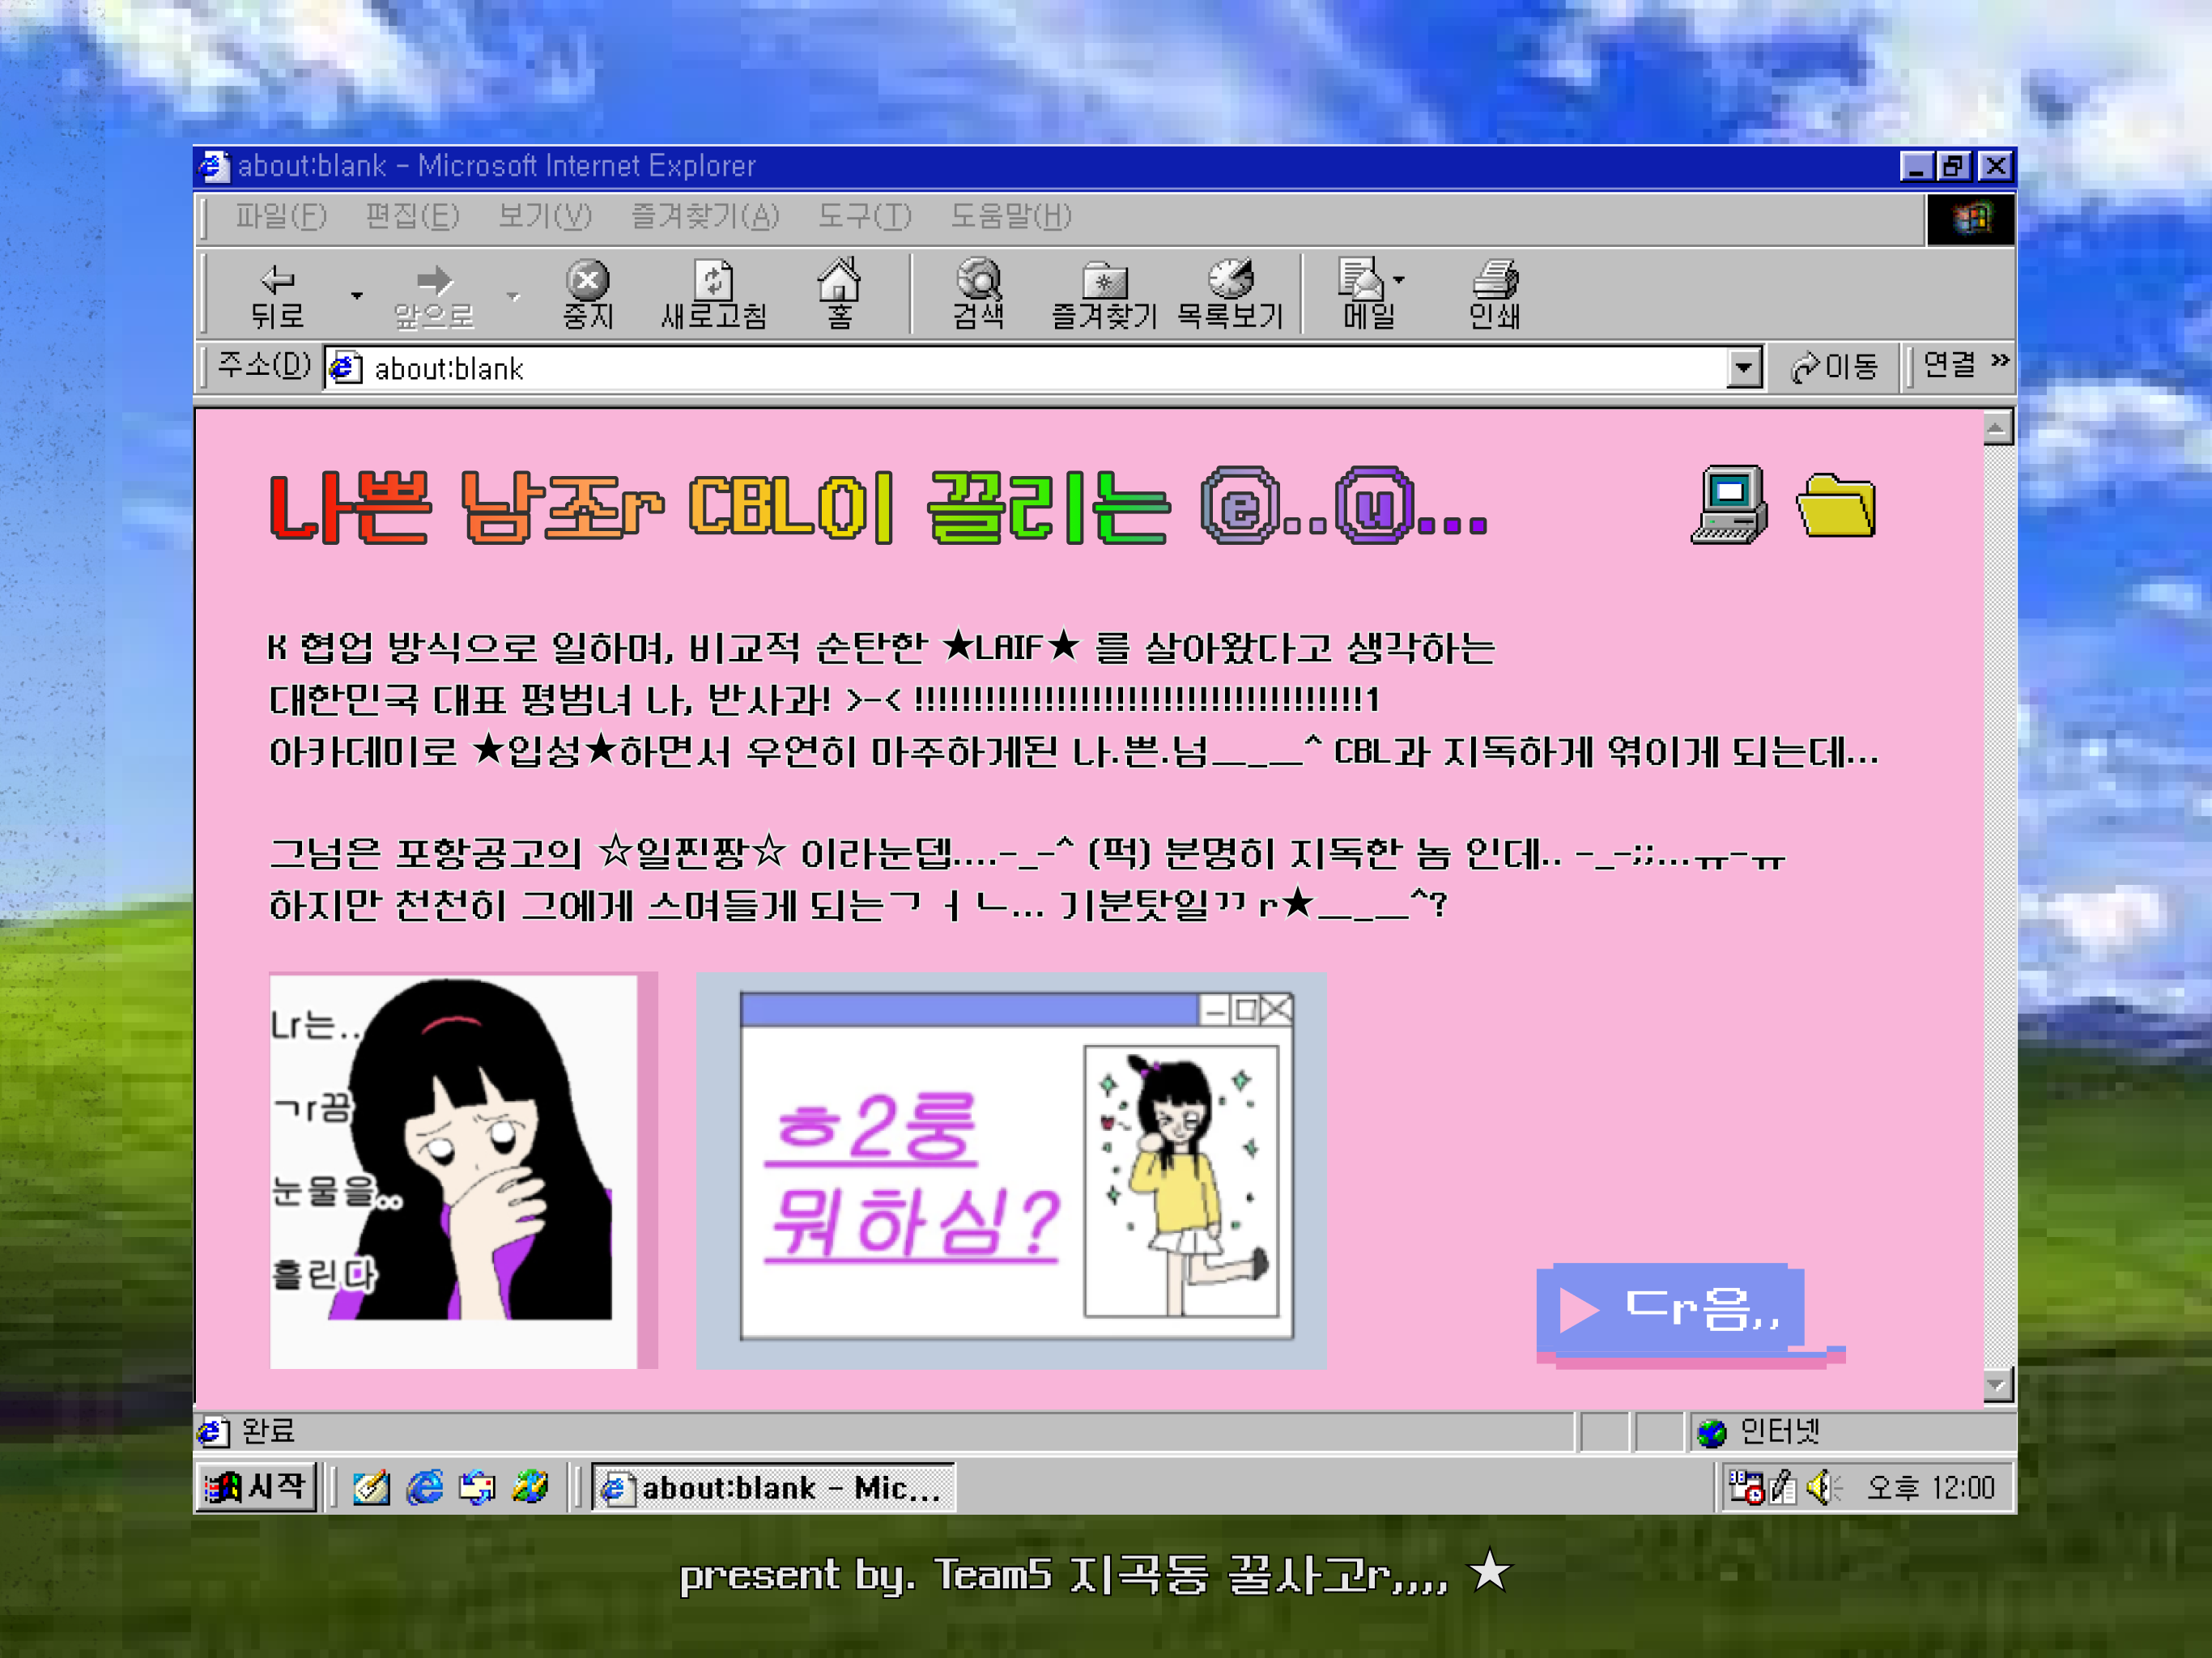 about:blank - Microsoft Internet Explorer
파일(F) 편집(E) 보기(V) 즐겨찾기(A) 도구(T) 도움말(H)
뒤로 앞으로 중지 새로고침 홈 검색 즐겨찾기 목록보기 메일 인쇄
주소(D) about:blank 이동 연결 »
나쁜 남조r CBL이 끌리는 ⓔ..ⓤ...
K 협업 방식으로 일하며, 비교적 순탄한 ★LAIF★ 를 살아왔다고 생각하는
대한민국 대표 평범녀 나, 반사과! >-< !!!!!!!!!!!!!!!!!!!!!!!!!!!!!!!!!!!!!!1
아카데미로 ★입성★하면서 우연히 마주하게된 나.쁜.넘ㅡ_ㅡ^ CBL과 지독하게 엮이게 되는데...
그넘은 포항공고의 ☆일찐짱☆ 이라눈뎁....-_-^ (퍽) 분명히 지독한 놈 인데.. -_-;;...ㅠ-ㅠ
하지만 천천히 그에게 스며들게 되는ㄱ ㅓ ㄴ... 기분탓일ㄲ r★ㅡ_ㅡ^?
Lr는..
ㄱr끔
눈물을..
흘린다
ㅎ2룽
뭐하심?
ㄷr음,,
완료 인터넷
시작 about:blank - Mic... 오후 12:00
present by. Team5 지곡동 꿀사고r,,,, ★